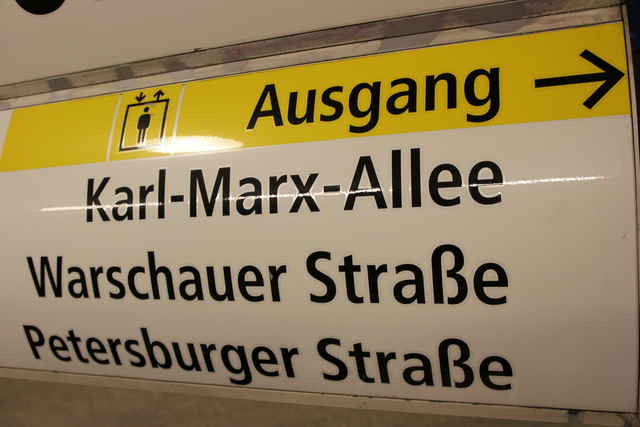 Ausgang
Karl-Marx-Allee
Warschauer Straße
Petersburger Straße